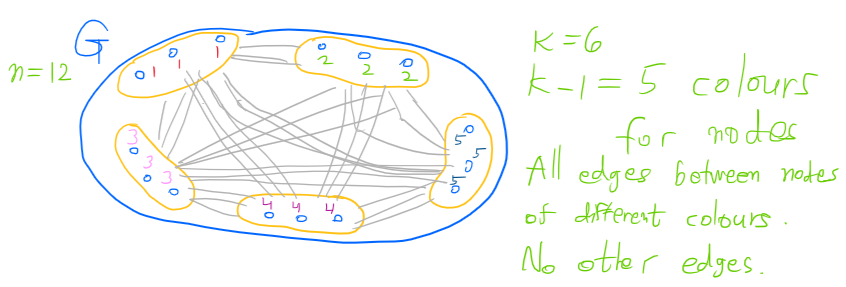 G
n=12
1 1 1
2 2 2
3
3
3
4 4 4
5
5
5
K=6
K-1=5 colours
for nodes
All edges between nodes
of different colours.
No other edges.